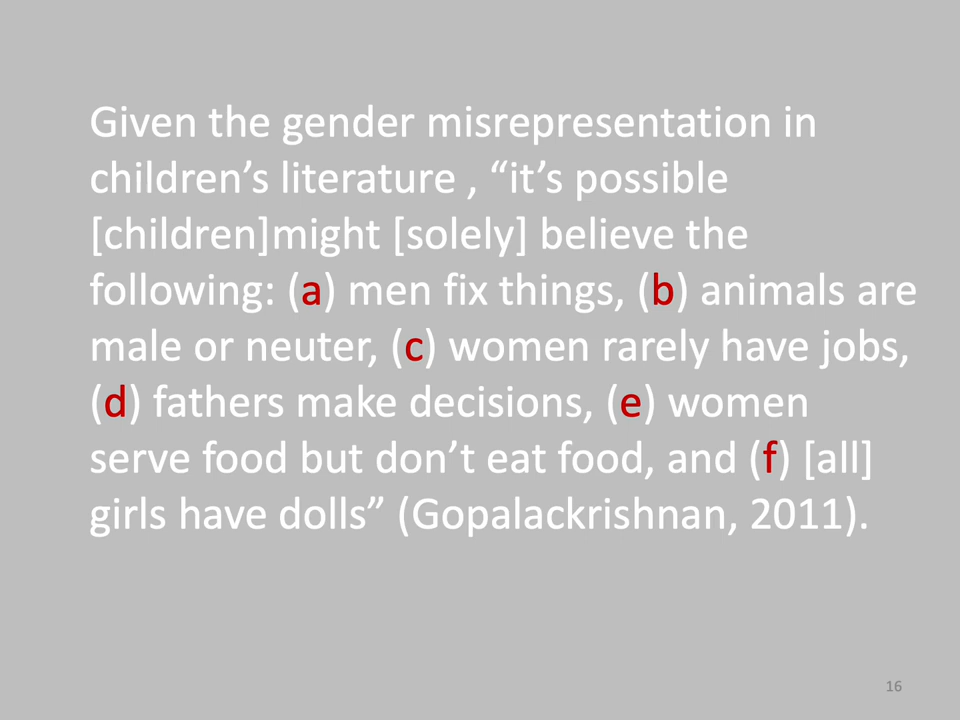 Given the gender misrepresentation in
children’s literature , “it’s possible
[children]might [solely] believe the
following: (a) men fix things, (b) animals are
male or neuter, (c) women rarely have jobs,
(d) fathers make decisions, (e) women
serve food but don’t eat food, and (f) [all]
girls have dolls” (Gopalackrishnan, 2011).
16